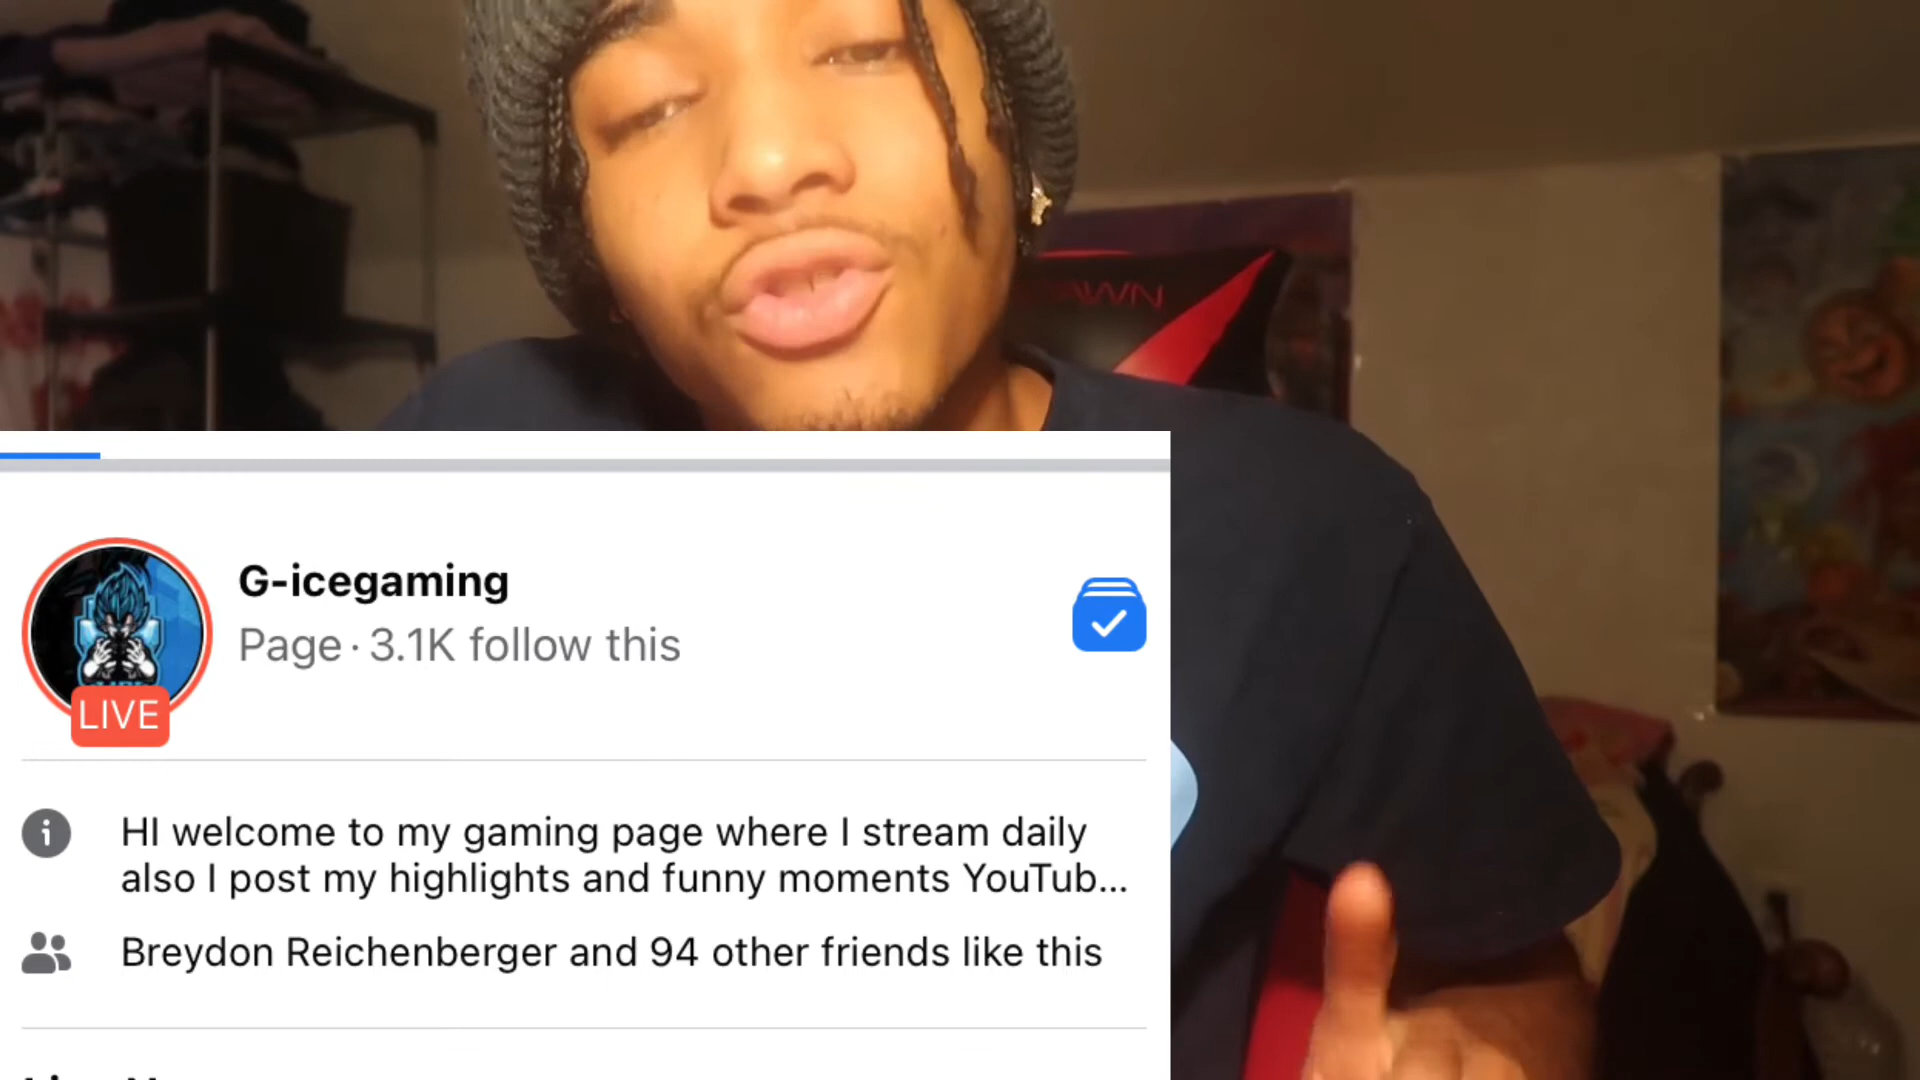 G-icegaming
Page · 3.1K follow this
LIVE
HI welcome to my gaming page where I stream daily
also I post my highlights and funny moments YouTub...
Breydon Reichenberger and 94 other friends like this